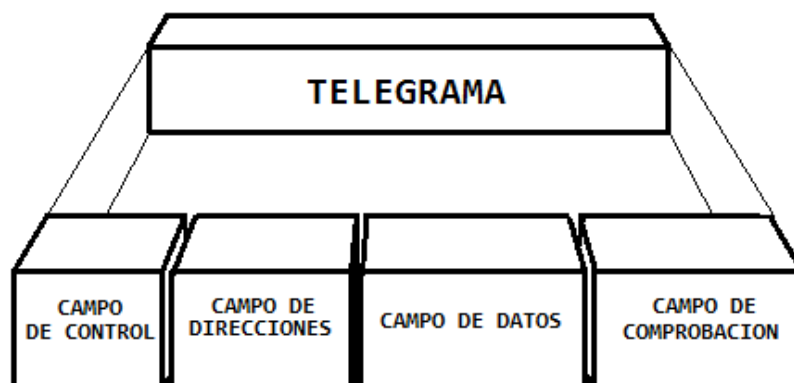 TELEGRAMA
CAMPO
DE CONTROL
CAMPO DE
DIRECCIONES
CAMPO DE DATOS
CAMPO DE
COMPROBACION